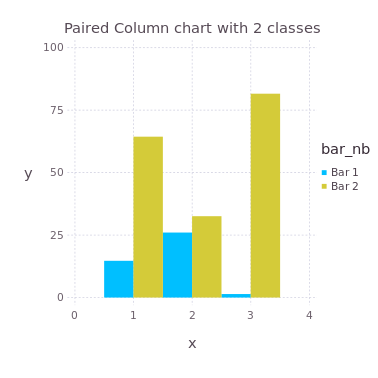 Paired Column chart with 2 classes
100
75
50
25
0
y
0 1 2 3 4
x
bar_nb
Bar 1
Bar 2